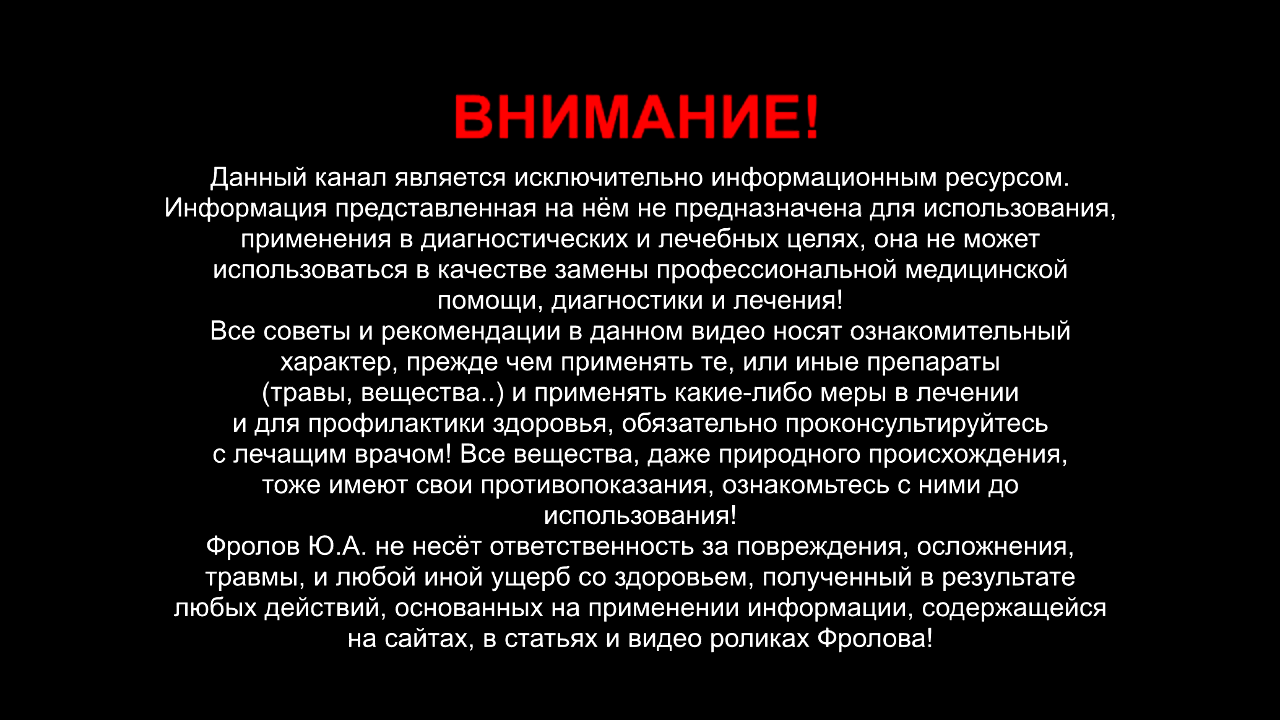 ВНИМАНИЕ!
Данный канал является исключительно информационным ресурсом.
Информация представленная на нём не предназначена для использования,
применения в диагностических и лечебных целях, она не может
использоваться в качестве замены профессиональной медицинской
помощи, диагностики и лечения!
Все советы и рекомендации в данном видео носят ознакомительный
характер, прежде чем применять те, или иные препараты
(травы, вещества..) и применять какие-либо меры в лечении
и для профилактики здоровья, обязательно проконсультируйтесь
с лечащим врачом! Все вещества, даже природного происхождения,
тоже имеют свои противопоказания, ознакомьтесь с ними до
использования!
Фролов Ю.А. не несёт ответственность за повреждения, осложнения,
травмы, и любой иной ущерб со здоровьем, полученный в результате
любых действий, основанных на применении информации, содержащейся
на сайтах, в статьях и видео роликах Фролова!